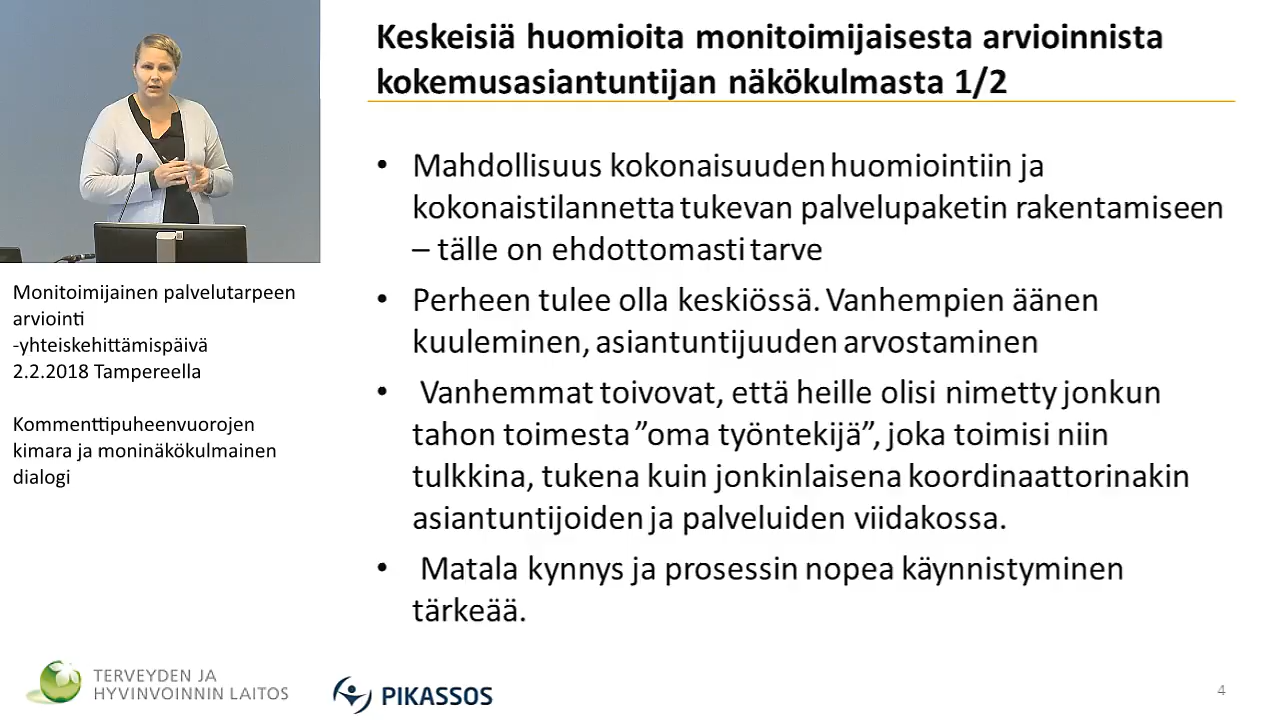 Keskeisiä huomioita monitoimijaisesta arvioinnista
kokemusasiantuntijan näkökulmasta 1/2
• Mahdollisuus kokonaisuuden huomiointiin ja
kokonaistilannetta tukevan palvelupaketin rakentamiseen
– tälle on ehdottomasti tarve
• Perheen tulee olla keskiössä. Vanhempien äänen
kuuleminen, asiantuntijuuden arvostaminen
• Vanhemmat toivovat, että heille olisi nimetty jonkun
tahon toimesta ”oma työntekijä”, joka toimisi niin
tulkkina, tukena kuin jonkinlaisena koordinaattorinakin
asiantuntijoiden ja palveluiden viidakossa.
• Matala kynnys ja prosessin nopea käynnistyminen
tärkeää.
Monitoimijainen palvelutarpeen
arviointi
-yhteiskehittämispäivä
2.2.2018 Tampereella
Kommenttipuheenvuorojen
kimara ja moninäkökulmainen
dialogi
TERVEYDEN JA
HYVINVOINNIN LAITOS
PIKASSOS
4